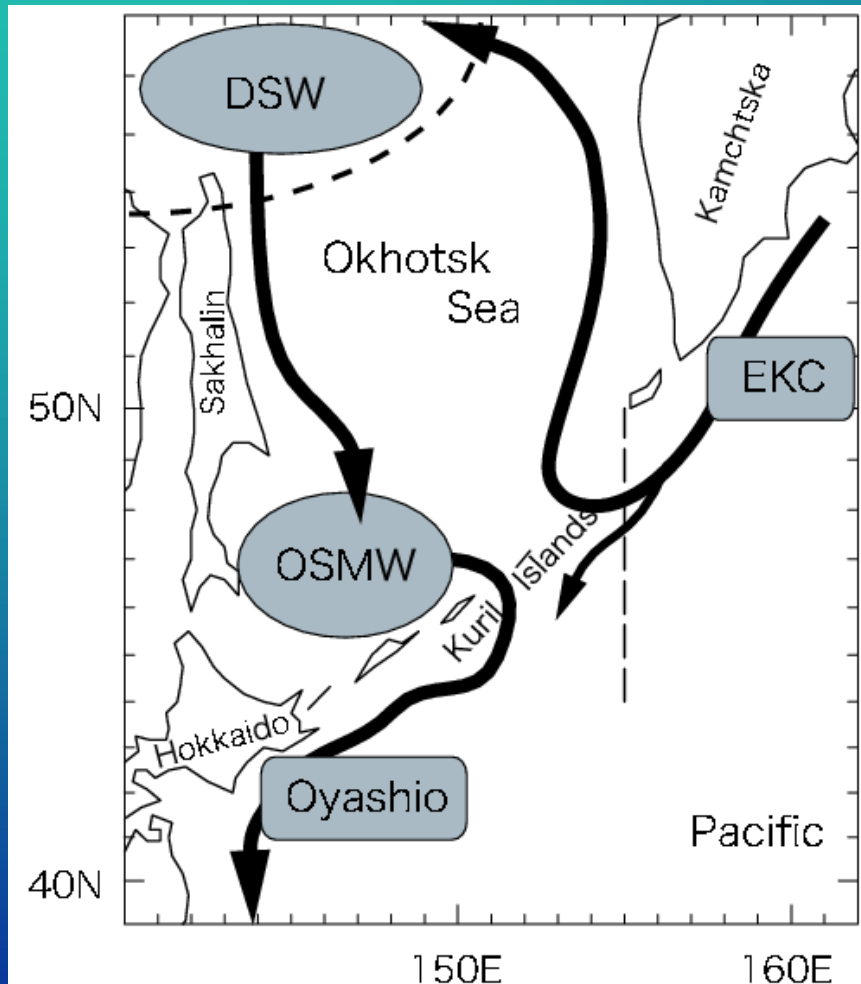 DSW
Kamchtska
Okhotsk
Sea
Sakhalin
EKC
50N
OSMW
Kuril Islands
Hokkaido
Oyashio
Pacific
40N
150E
160E